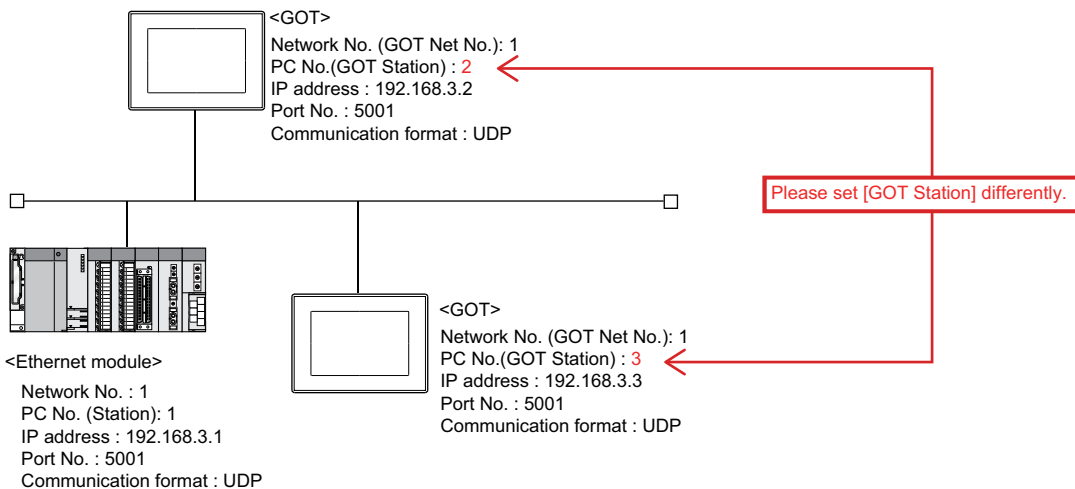 <GOT>
Network No. (GOT Net No.): 1
PC No.(GOT Station) : 2
IP address : 192.168.3.2
Port No. : 5001
Communication format : UDP
Please set [GOT Station] differently.
<GOT>
Network No. (GOT Net No.): 1
PC No.(GOT Station) : 3
IP address : 192.168.3.3
Port No. : 5001
Communication format : UDP
<Ethernet module>
Network No. : 1
PC No. (Station): 1
IP address : 192.168.3.1
Port No. : 5001
Communication format : UDP